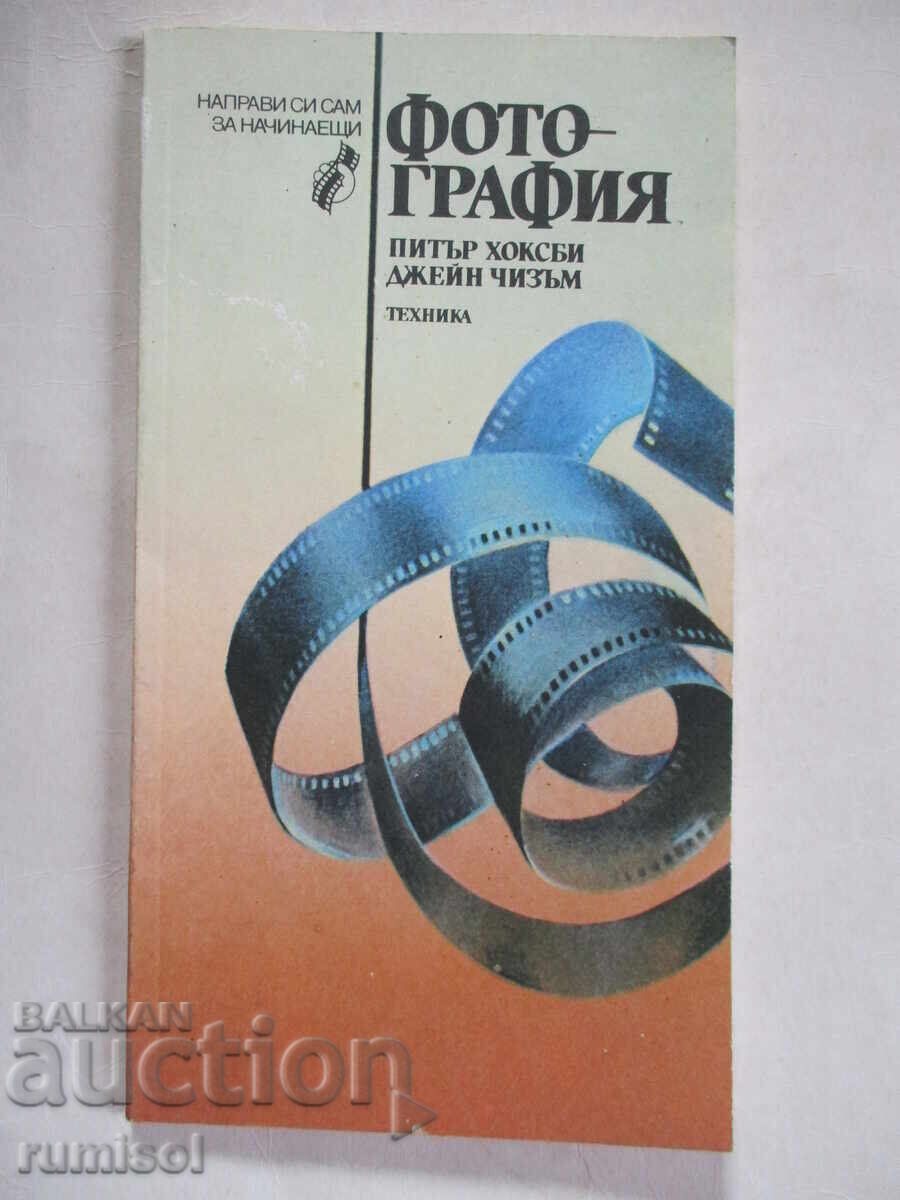 НАПРАВИ СИ САМ
ЗА НАЧИНАЕЩИ
ФОТО-
ГРАФИЯ
ПИТЪР ХОКСБИ
ДЖЕЙН ЧИЗЪМ
ТЕХНИКА
BALKAN
auction
rumisol